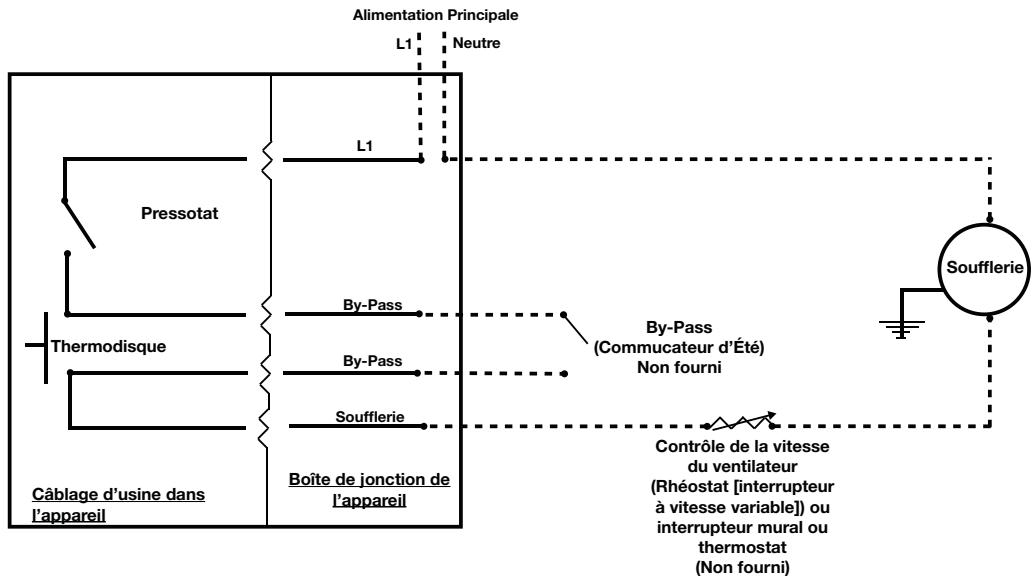 Alimentation Principale
L1
Neutre
L1
Pressotat
Soufflerie
By-Pass
By-Pass
(Commucateur d'Été)
Non fourni
Thermodisque
By-Pass
Soufflerie
Contrôle de la vitesse
du ventilateur
(Rhéostat [interrupteur
à vitesse variable]) ou
interrupteur mural ou
thermostat
(Non fourni)
Câblage d'usine dans
l'appareil
Boîte de jonction de
l'appareil